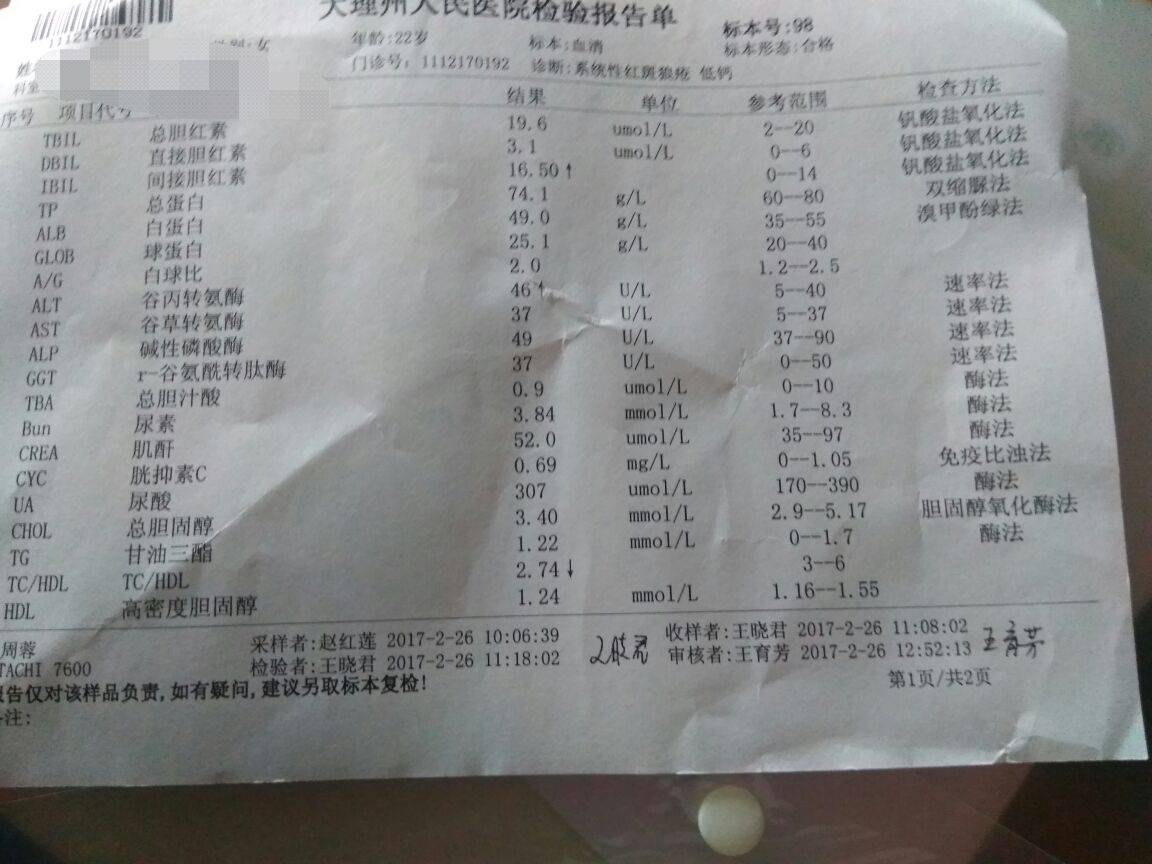 大理州人民医院检验报告单
1112170192
性别:女 年龄:22岁 标本:血清 标本号:98
门诊号: 1112170192 诊断:系统性红斑狼疮 低钙 标本形态:合格
科室
序号 项目代号 结果 单位 参考范围 检查方法
TBIL 总胆红素 19.6 umol/L 2--20 钒酸盐氧化法
DBIL 直接胆红素 3.1 umol/L 0--6 钒酸盐氧化法
IBIL 间接胆红素 16.50↑ 0--14 钒酸盐氧化法
TP 总蛋白 74.1 g/L 60--80 双缩脲法
ALB 白蛋白 49.0 g/L 35--55 溴甲酚绿法
GLOB 球蛋白 25.1 g/L 20--40
A/G 白球比 2.0 1.2--2.5
ALT 谷丙转氨酶 46↑ U/L 5--40 速率法
AST 谷草转氨酶 37 U/L 5--37 速率法
ALP 碱性磷酸酶 49 U/L 37--90 速率法
GGT r-谷氨酰转肽酶 37 U/L 0--50 速率法
TBA 总胆汁酸 0.9 umol/L 0--10 酶法
Bun 尿素 3.84 mmol/L 1.7--8.3 酶法
CREA 肌酐 52.0 umol/L 35--97 酶法
CYC 胱抑素C 0.69 mg/L 0--1.05 免疫比浊法
UA 尿酸 307 umol/L 170--390 酶法
CHOL 总胆固醇 3.40 mmol/L 2.9--5.17 胆固醇氧化酶法
TG 甘油三酯 1.22 mmol/L 0--1.7 酶法
TC/HDL TC/HDL 2.74↓ 3--6
HDL 高密度胆固醇 1.24 mmol/L 1.16--1.55
周蓉 采样者:赵红莲 2017-2-26 10:06:39 收样者:王晓君 2017-2-26 11:08:02
TACHI 7600 检验者:王晓君 2017-2-26 11:18:02 审核者:王育芳 2017-2-26 12:52:13 王育芳
告仅对该样品负责,如有疑问,建议另取标本复检!
注: 第1页/共2页